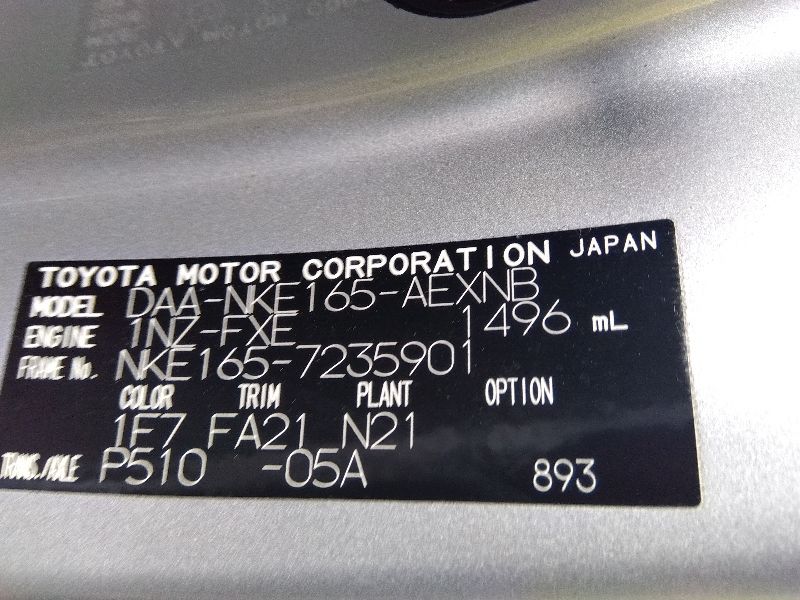 TOYOTA MOTOR CORPORATION JAPAN
MODEL DAA-NKE165-AEXNB
ENGINE 1NZ-FXE 1496 mL
FRAME No. NKE165-7235901
COLOR TRIM PLANT OPTION
1F7 FA21 N21
TRANS./AXLE P510 -05A 893